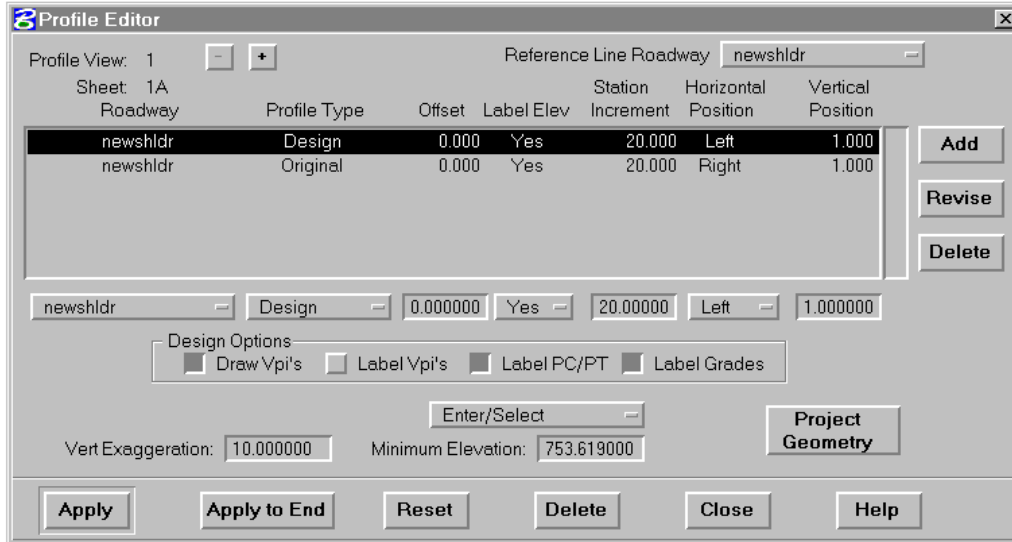 Profile Editor
Profile View: 1 - + Reference Line Roadway newshldr
Sheet: 1A Station Horizontal Vertical
Roadway Profile Type Offset Label Elev Increment Position Position
newshldr Design 0.000 Yes 20.000 Left 1.000
newshldr Original 0.000 Yes 20.000 Right 1.000
Add
Revise
Delete
newshldr Design 0.000000 Yes 20.00000 Left 1.000000
Design Options
Draw Vpi's Label Vpi's Label PC/PT Label Grades
Enter/Select
Vert Exaggeration: 10.000000 Minimum Elevation: 753.619000
Project
Geometry
Apply Apply to End Reset Delete Close Help